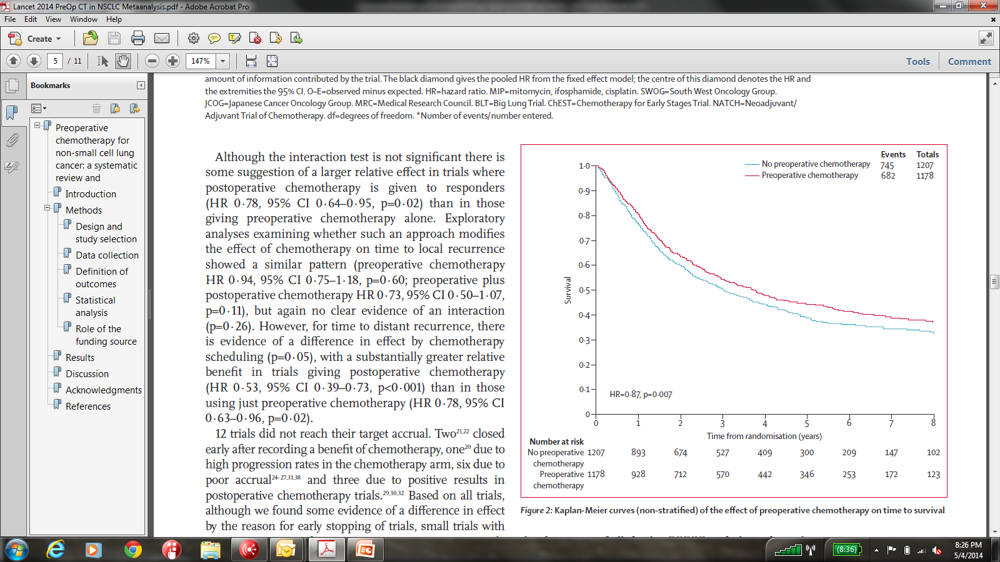 Lancet 2014 PreOp CT in NSCLC Metaanalysis.pdf - Adobe Acrobat Pro
File Edit View Window Help
Create
5 / 11
147%
Tools
Comment
Bookmarks
Preoperative
chemotherapy for
non-small cell lung
cancer: a systematic
review and
Introduction
Methods
Design and
study selection
Data collection
Definition of
outcomes
Statistical
analysis
Role of the
funding source
Results
Discussion
Acknowledgments
References
amount of information contributed by the trial. The black diamond gives the pooled HR from the fixed effect model; the centre of this diamond denotes the HR and
the extremities the 95% CI. O–E=observed minus expected. HR=hazard ratio. MIP=mitomycin, ifosphamide, cisplatin. SWOG=South West Oncology Group.
JCOG=Japanese Cancer Oncology Group. MRC=Medical Research Council. BLT=Big Lung Trial. ChEST=Chemotherapy for Early Stages Trial. NATCH=Neoadjuvant/
Adjuvant Trial of Chemotherapy. df=degrees of freedom. *Number of events/number entered.
Although the interaction test is not significant there is
some suggestion of a larger relative effect in trials where
postoperative chemotherapy is given to responders
(HR 0·78, 95% CI 0·64–0·95, p=0·02) than in those
giving preoperative chemotherapy alone. Exploratory
analyses examining whether such an approach modifies
the effect of chemotherapy on time to local recurrence
showed a similar pattern (preoperative chemotherapy
HR 0·94, 95% CI 0·75–1·18, p=0·60; preoperative plus
postoperative chemotherapy HR 0·73, 95% CI 0·50–1·07,
p=0·11), but again no clear evidence of an interaction
(p=0·26). However, for time to distant recurrence, there
is evidence of a difference in effect by chemotherapy
scheduling (p=0·05), with a substantially greater relative
benefit in trials giving postoperative chemotherapy
(HR 0·53, 95% CI 0·39–0·73, p<0·001) than in those
using just preoperative chemotherapy (HR 0·78, 95% CI
0·63–0·96, p=0·02).
12 trials did not reach their target accrual. Two21,22 closed
early after recording a benefit of chemotherapy, one20 due to
high progression rates in the chemotherapy arm, six due to
poor accrual24–27,31,38 and three due to positive results in
postoperative chemotherapy trials.29,30,32 Based on all trials,
although we found some evidence of a difference in effect
by the reason for early stopping of trials, small trials with
Events Totals
No preoperative chemotherapy 745 1207
Preoperative chemotherapy 682 1178
Survival
1·0
0·9
0·8
0·7
0·6
0·5
0·4
0·3
0·2
0·1
0
HR=0·87, p=0·007
0 1 2 3 4 5 6 7 8
Time from randomisation (years)
Number at risk
No preoperative 1207 893 674 527 409 300 209 147 102
chemotherapy
Preoperative 1178 928 712 570 442 346 253 172 123
chemotherapy
Figure 2: Kaplan-Meier curves (non-stratified) of the effect of preoperative chemotherapy on time to survival
(8:36)
8:26 PM
5/4/2014